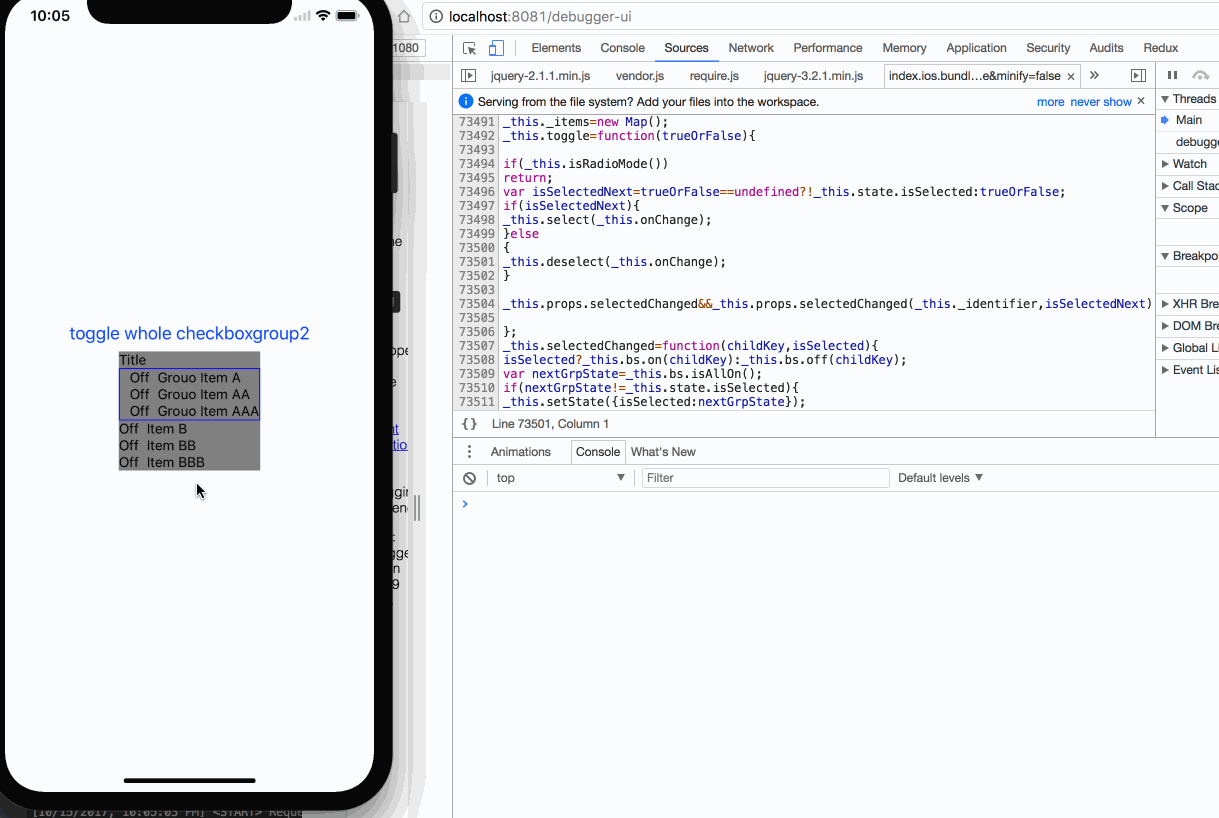 10:05
toggle whole checkboxgroup2
Title
Off Grouo Item A
Off Grouo Item AA
Off Grouo Item AAA
Off Item B
Off Item BB
Off Item BBB
[10/15/2017, 10:05:03 PM] <START> Reque
1080
localhost:8081/debugger-ui
Elements Console Sources Network Performance Memory Application Security Audits Redux
jquery-2.1.1.min.js vendor.js require.js jquery-3.2.1.min.js index.ios.bundl…e&minify=false × »
Serving from the file system? Add your files into the workspace. more never show ×
73491 _this._items=new Map();
73492 _this.toggle=function(trueOrFalse){
73493
73494 if(_this.isRadioMode())
73495 return;
73496 var isSelectedNext=trueOrFalse==undefined?!_this.state.isSelected:trueOrFalse;
73497 if(isSelectedNext){
73498 _this.select(_this.onChange);
73499 }else
73500 {
73501 _this.deselect(_this.onChange);
73502 }
73503
73504 _this.props.selectedChanged&&_this.props.selectedChanged(_this._identifier,isSelectedNext)
73505
73506 };
73507 _this.selectedChanged=function(childKey,isSelected){
73508 isSelected?_this.bs.on(childKey):_this.bs.off(childKey);
73509 var nextGrpState=_this.bs.isAllOn();
73510 if(nextGrpState!=_this.state.isSelected){
73511 _this.setState({isSelected:nextGrpState});
{} Line 73501, Column 1
Threads
Main
debugge
Watch
Call Stac
Scope
Breakpoi
XHR Bre
DOM Bre
Global Li
Event Lis
Animations Console What's New
top Filter Default levels